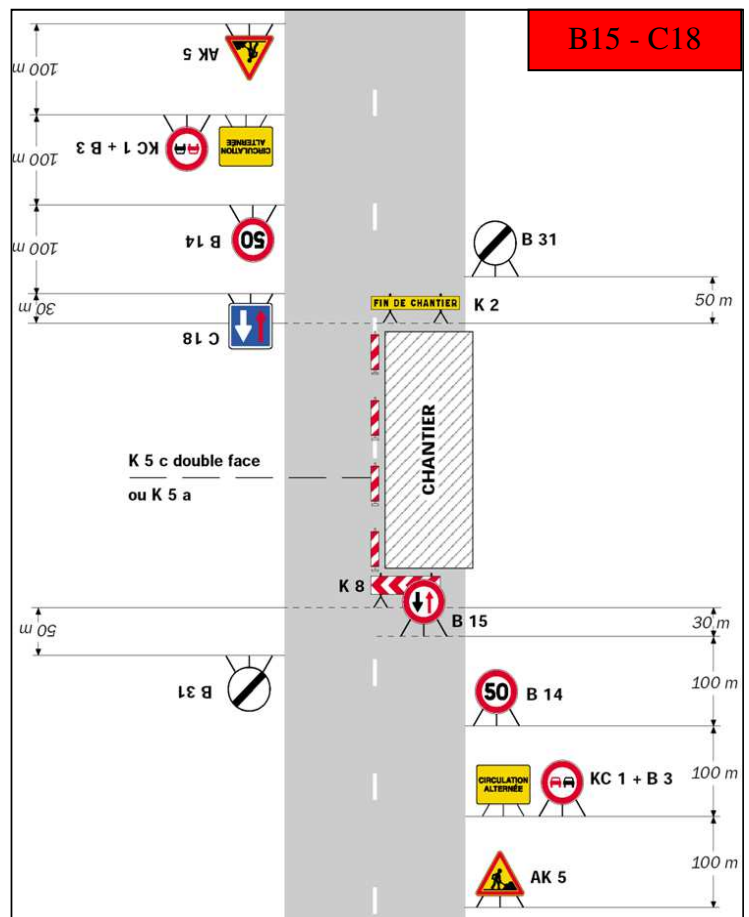 B15 - C18
AK 5
100 m
KC 1 + B 3
CIRCULATION
ALTERNÉE
100 m
B 14
50
100 m
C 18
30 m
B 31
50 m
FIN DE CHANTIER
K 2
CHANTIER
K 5 c double face
ou K 5 a
K 8
B 15
30 m
50 m
B 31
50
B 14
100 m
CIRCULATION
ALTERNÉE
KC 1 + B 3
100 m
AK 5
100 m